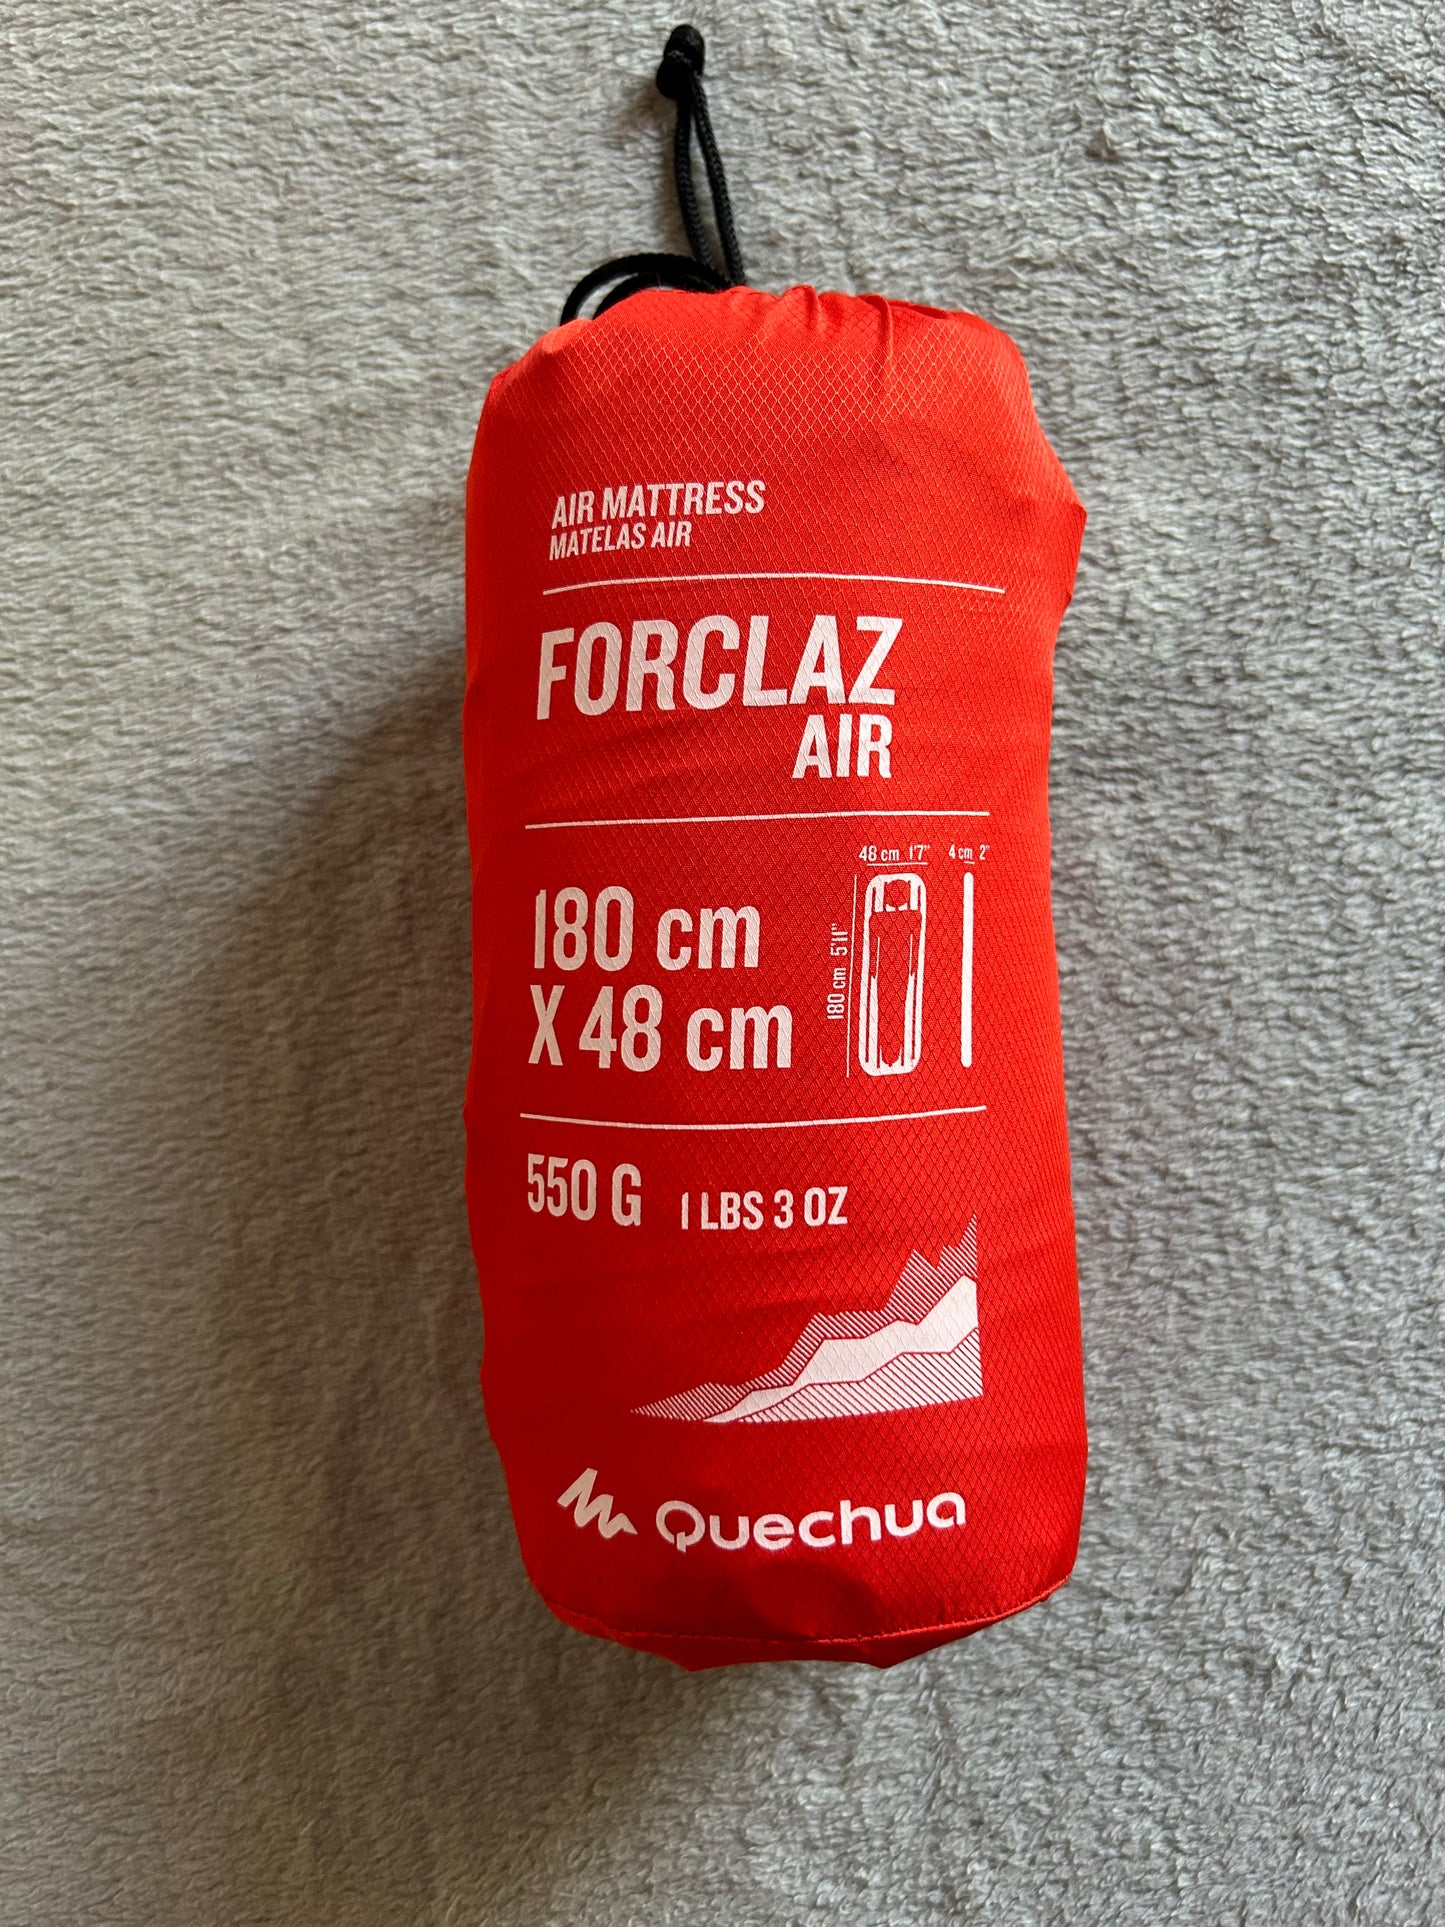 AIR MATTRESS
MATELAS AIR
FORCLAZ
AIR
48 cm 1'7" 4 cm 2"
180 cm
X 48 cm
180 cm 5'11"
550 G 1 LBS 3 OZ
Quechua